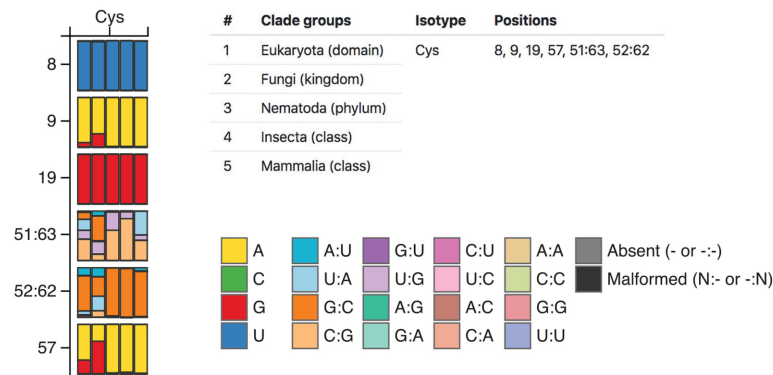 Cys
8
9
19
51:63
52:62
57
# Clade groups Isotype Positions
1 Eukaryota (domain) Cys 8, 9, 19, 57, 51:63, 52:62
2 Fungi (kingdom)
3 Nematoda (phylum)
4 Insecta (class)
5 Mammalia (class)
A A:U G:U C:U A:A Absent (- or -:-)
C U:A U:G U:C C:C Malformed (N:- or -:N)
G G:C A:G A:C G:G
U C:G G:A C:A U:U